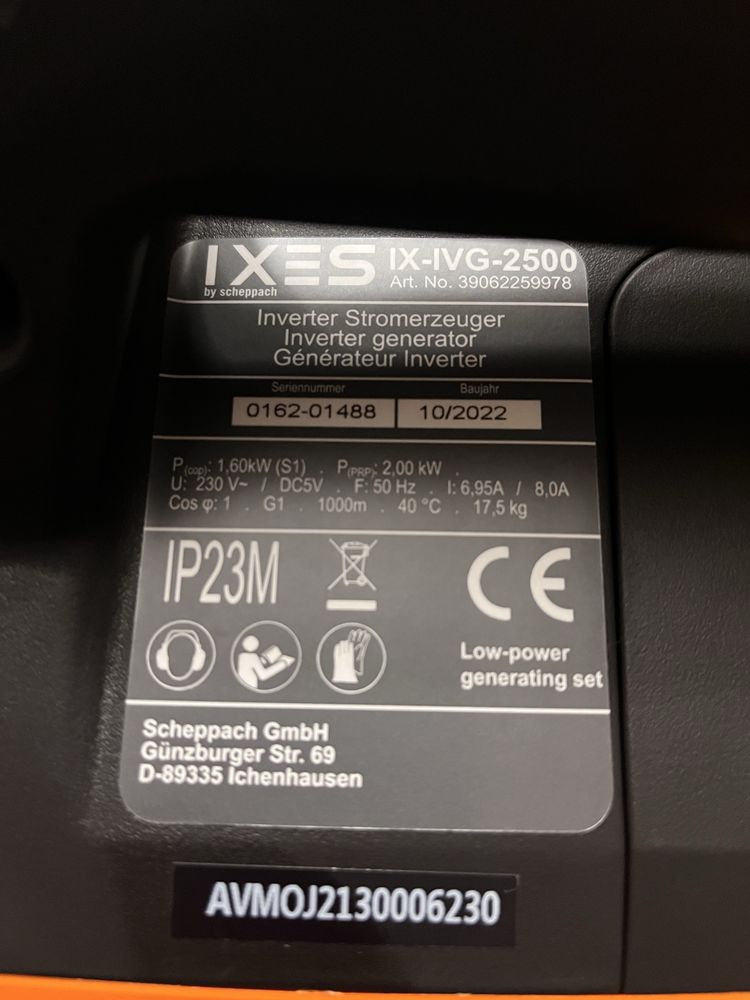 IXES IX-IVG-2500
by scheppach Art. No. 39062259978
Inverter Stromerzeuger
Inverter generator
Générateur Inverter
Seriennummer Baujahr
0162-01488 10/2022
P(cop): 1,60kW (S1) . P(PRP): 2,00 kW .
U: 230 V~ / DC5V . F: 50 Hz . I: 6,95A / 8,0A
Cos φ: 1 . G1 . 1000m . 40 °C . 17,5 kg
IP23M CE
Low-power
generating set
Scheppach GmbH
Günzburger Str. 69
D-89335 Ichenhausen
AVMOJ2130006230